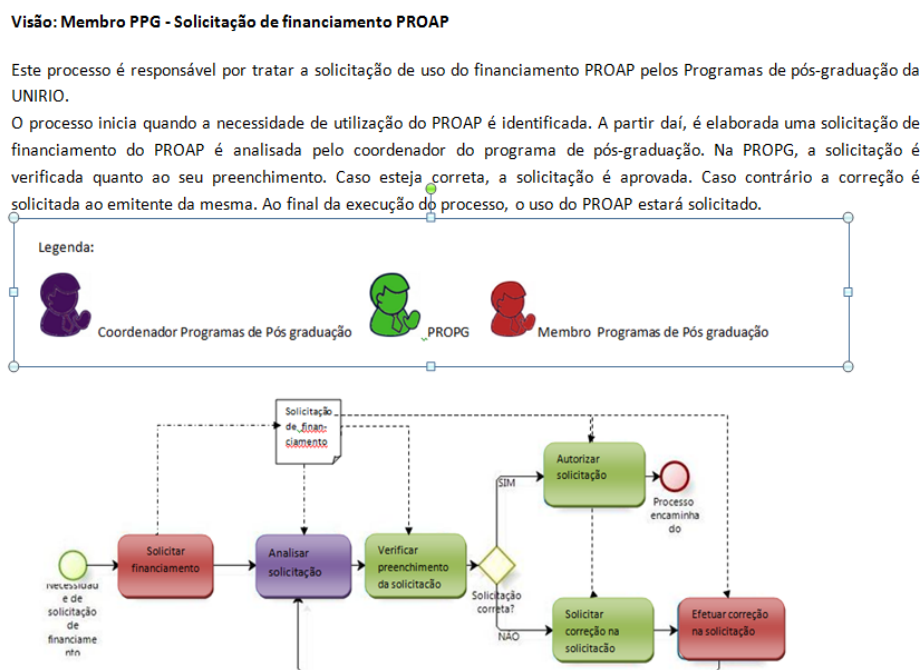 Visão: Membro PPG - Solicitação de financiamento PROAP
Este processo é responsável por tratar a solicitação de uso do financiamento PROAP pelos Programas de pós-graduação da
UNIRIO.
O processo inicia quando a necessidade de utilização do PROAP é identificada. A partir daí, é elaborada uma solicitação de
financiamento do PROAP é analisada pelo coordenador do programa de pós-graduação. Na PROPG, a solicitação é
verificada quanto ao seu preenchimento. Caso esteja correta, a solicitação é aprovada. Caso contrário a correção é
solicitada ao emitente da mesma. Ao final da execução do processo, o uso do PROAP estará solicitado.
Legenda:
Coordenador Programas de Pós graduação
PROPG
Membro Programas de Pós graduação
Solicitação
de finan-
ciamento
Autorizar
solicitação
SIM
Processo
encaminha
do
Solicitar
financiamento
Analisar
solicitação
Verificar
preenchimento
da solicitacão
Necessidad
e de
solicitação
de
financiame
nto
Solicitação
correta?
NÃO
Solicitar
correção na
solicitacão
Efetuar correção
na solicitação